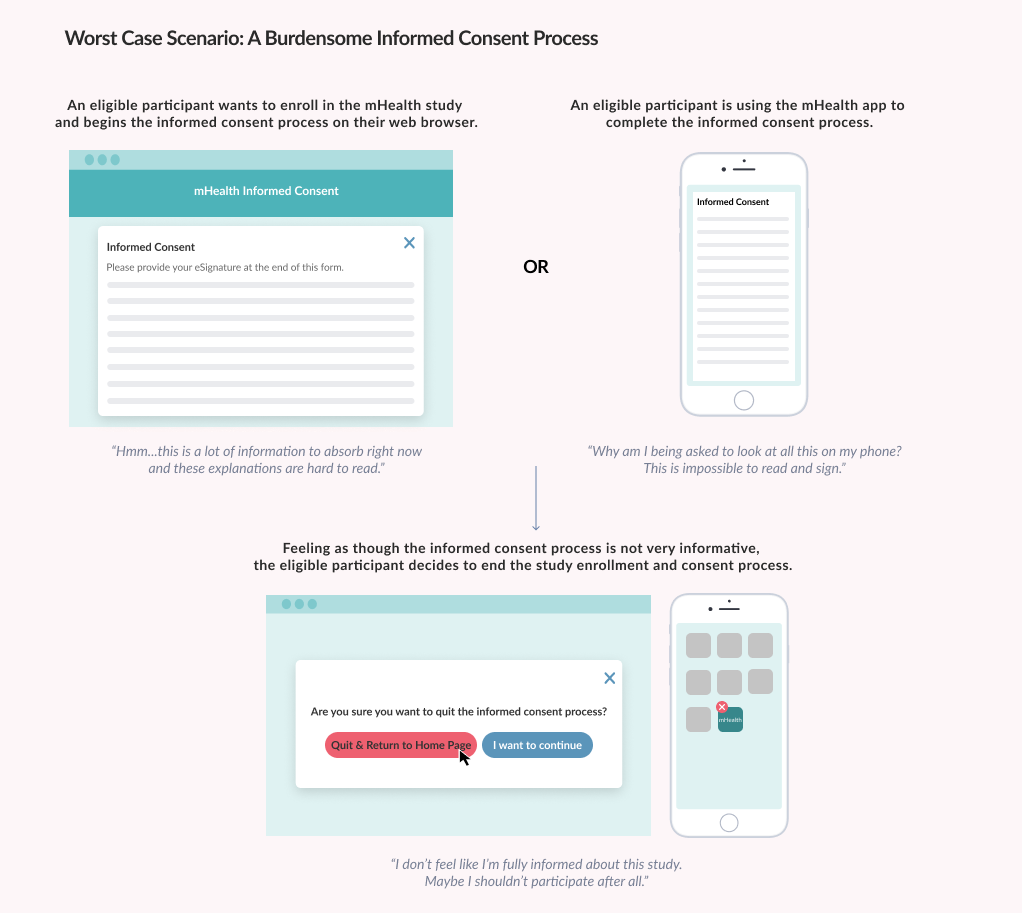 Worst Case Scenario: A Burdensome Informed Consent Process
An eligible participant wants to enroll in the mHealth study
and begins the informed consent process on their web browser.
mHealth Informed Consent
Informed Consent
Please provide your eSignature at the end of this form.
“Hmm...this is a lot of information to absorb right now
and these explanations are hard to read.”
OR
An eligible participant is using the mHealth app to
complete the informed consent process.
Informed Consent
“Why am I being asked to look at all this on my phone?
This is impossible to read and sign.”
Feeling as though the informed consent process is not very informative,
the eligible participant decides to end the study enrollment and consent process.
Are you sure you want to quit the informed consent process?
Quit & Return to Home Page
I want to continue
mHealth
“I don’t feel like I’m fully informed about this study.
Maybe I shouldn’t participate after all.”